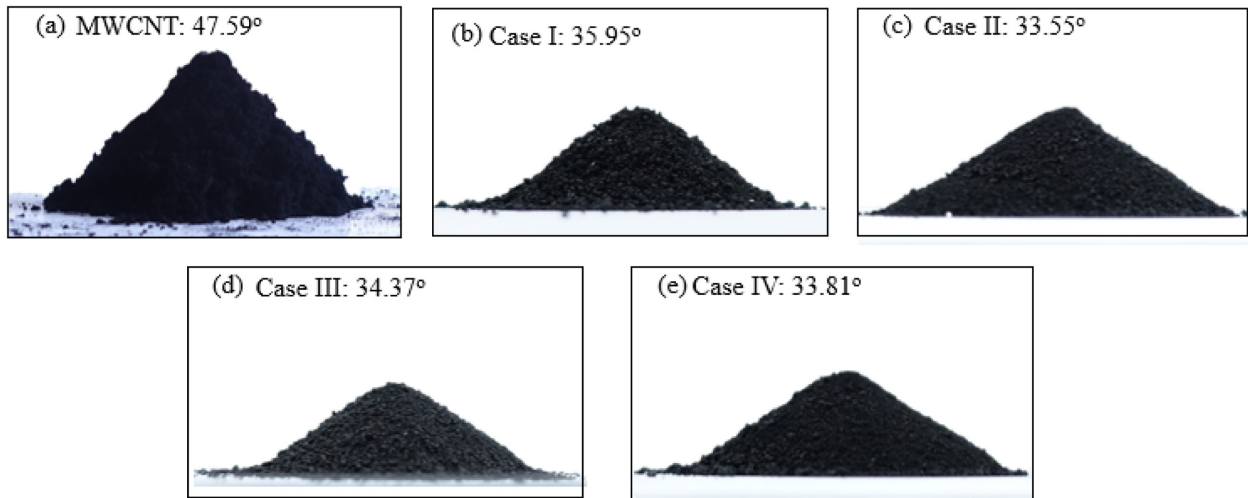 (a) MWCNT: 47.59°
(b) Case I: 35.95°
(c) Case II: 33.55°
(d) Case III: 34.37°
(e) Case IV: 33.81°